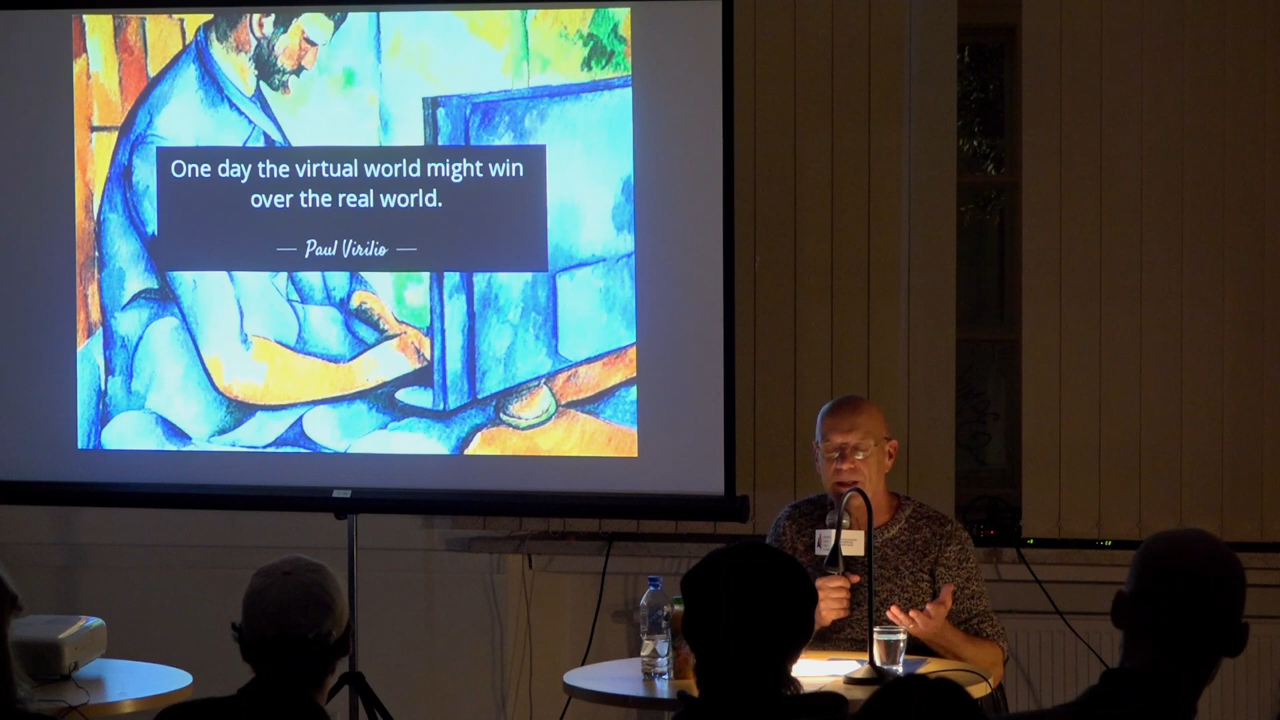 One day the virtual world might win
over the real world.
— Paul Virilio —